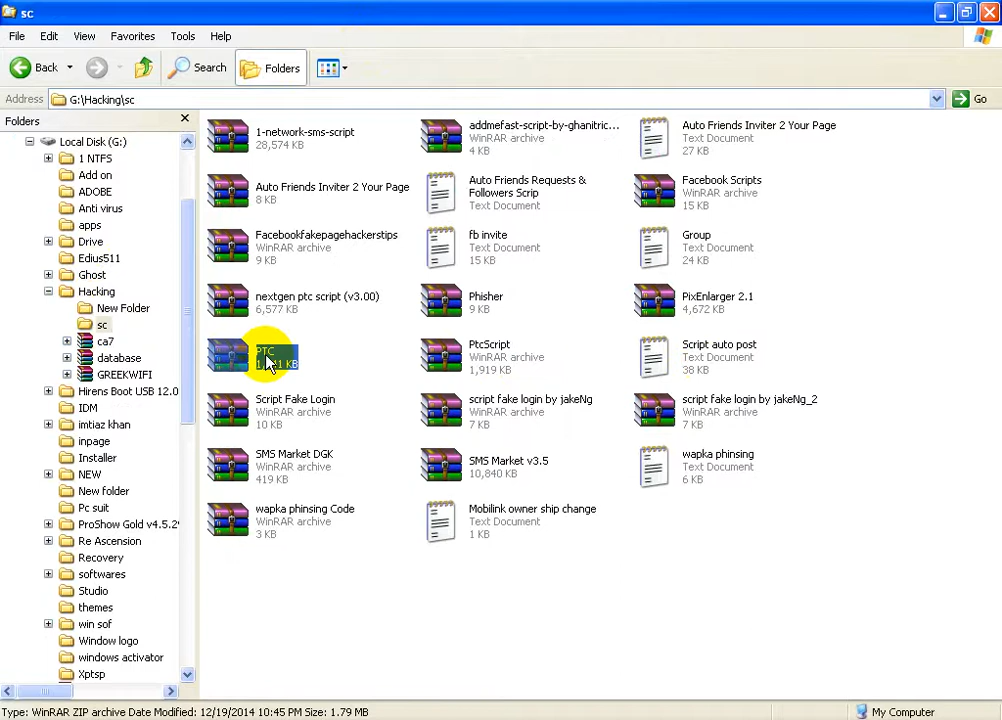 sc
File Edit View Favorites Tools Help
Back Search Folders
Address G:\Hacking\sc Go
Folders
Local Disk (G:)
1 NTFS
Add on
ADOBE
Anti virus
apps
Drive
Edius511
Ghost
Hacking
New Folder
sc
ca7
database
GREEKWIFI
Hirens Boot USB 12.0
IDM
imtiaz khan
inpage
Installer
NEW
New folder
Pc suit
ProShow Gold v4.5.29
Re Ascension
Recovery
softwares
Studio
themes
win sof
Window logo
windows activator
Xptsp
1-network-sms-script
28,574 KB
addmefast-script-by-ghanitric...
WinRAR archive
4 KB
Auto Friends Inviter 2 Your Page
Text Document
27 KB
Auto Friends Inviter 2 Your Page
8 KB
Auto Friends Requests &
Followers Scrip
Text Document
Facebook Scripts
WinRAR archive
15 KB
Facebookfakepagehackerstips
WinRAR archive
9 KB
fb invite
Text Document
15 KB
Group
Text Document
24 KB
nextgen ptc script (v3.00)
6,577 KB
Phisher
9 KB
PixEnlarger 2.1
4,672 KB
PTC
KB
PtcScript
WinRAR archive
1,919 KB
Script auto post
Text Document
38 KB
Script Fake Login
WinRAR archive
10 KB
script fake login by jakeNg
WinRAR archive
7 KB
script fake login by jakeNg_2
WinRAR archive
7 KB
SMS Market DGK
WinRAR archive
419 KB
SMS Market v3.5
10,840 KB
wapka phinsing
Text Document
6 KB
wapka phinsing Code
WinRAR archive
3 KB
Mobilink owner ship change
Text Document
1 KB
Type: WinRAR ZIP archive Date Modified: 12/19/2014 10:45 PM Size: 1.79 MB My Computer